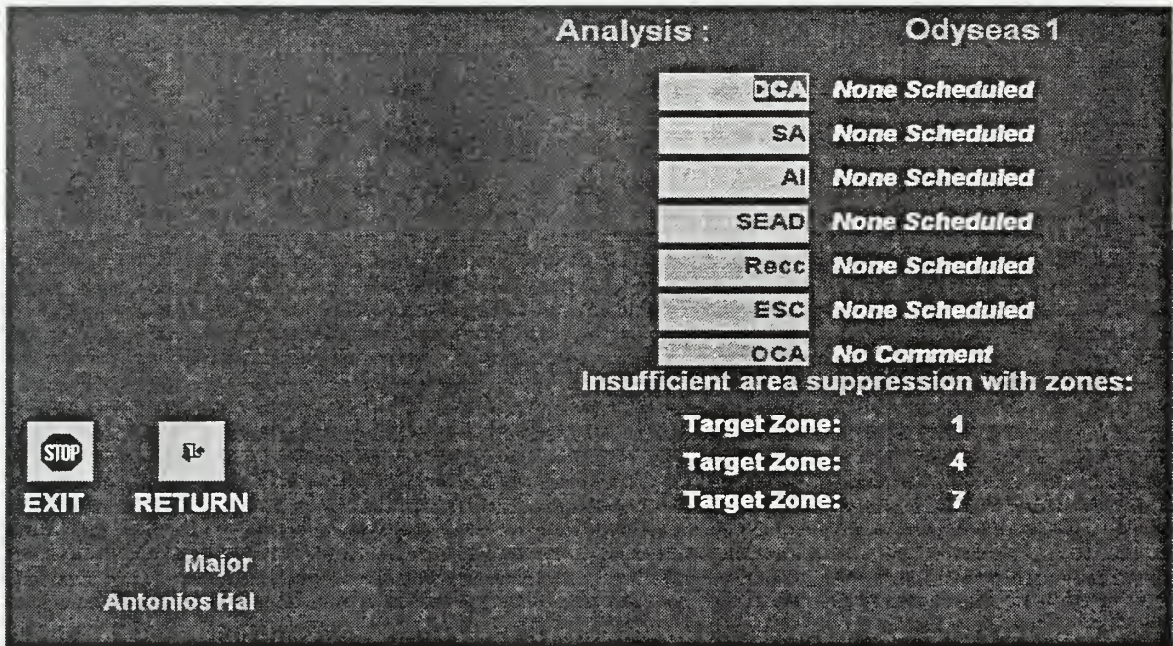 Analysis : Odyseas 1
DCA None Scheduled
SA None Scheduled
AI None Scheduled
SEAD None Scheduled
Recc None Scheduled
ESC None Scheduled
OCA No Comment
Insufficient area suppression with zones:
Target Zone: 1
Target Zone: 4
Target Zone: 7
STOP
EXIT RETURN
Major
Antonios Hal